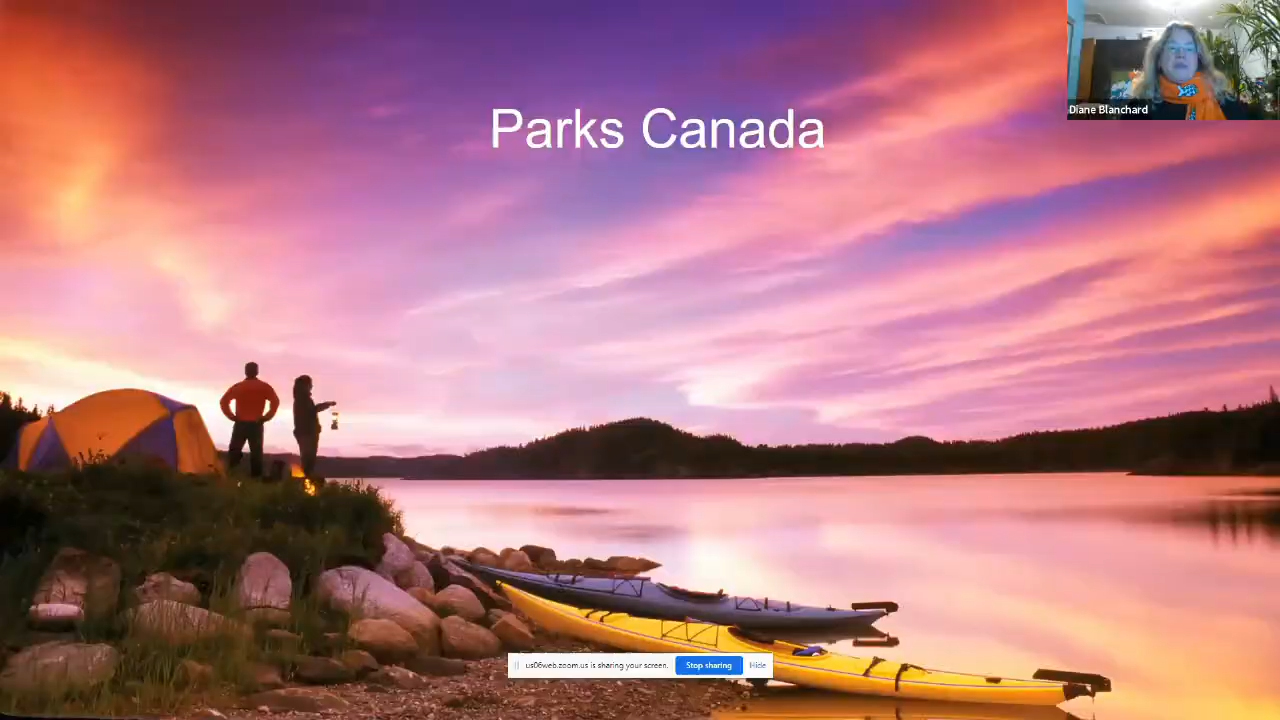 Parks Canada
Diane Blanchard
us06web.zoom.us is sharing your screen.
Stop sharing
Hide